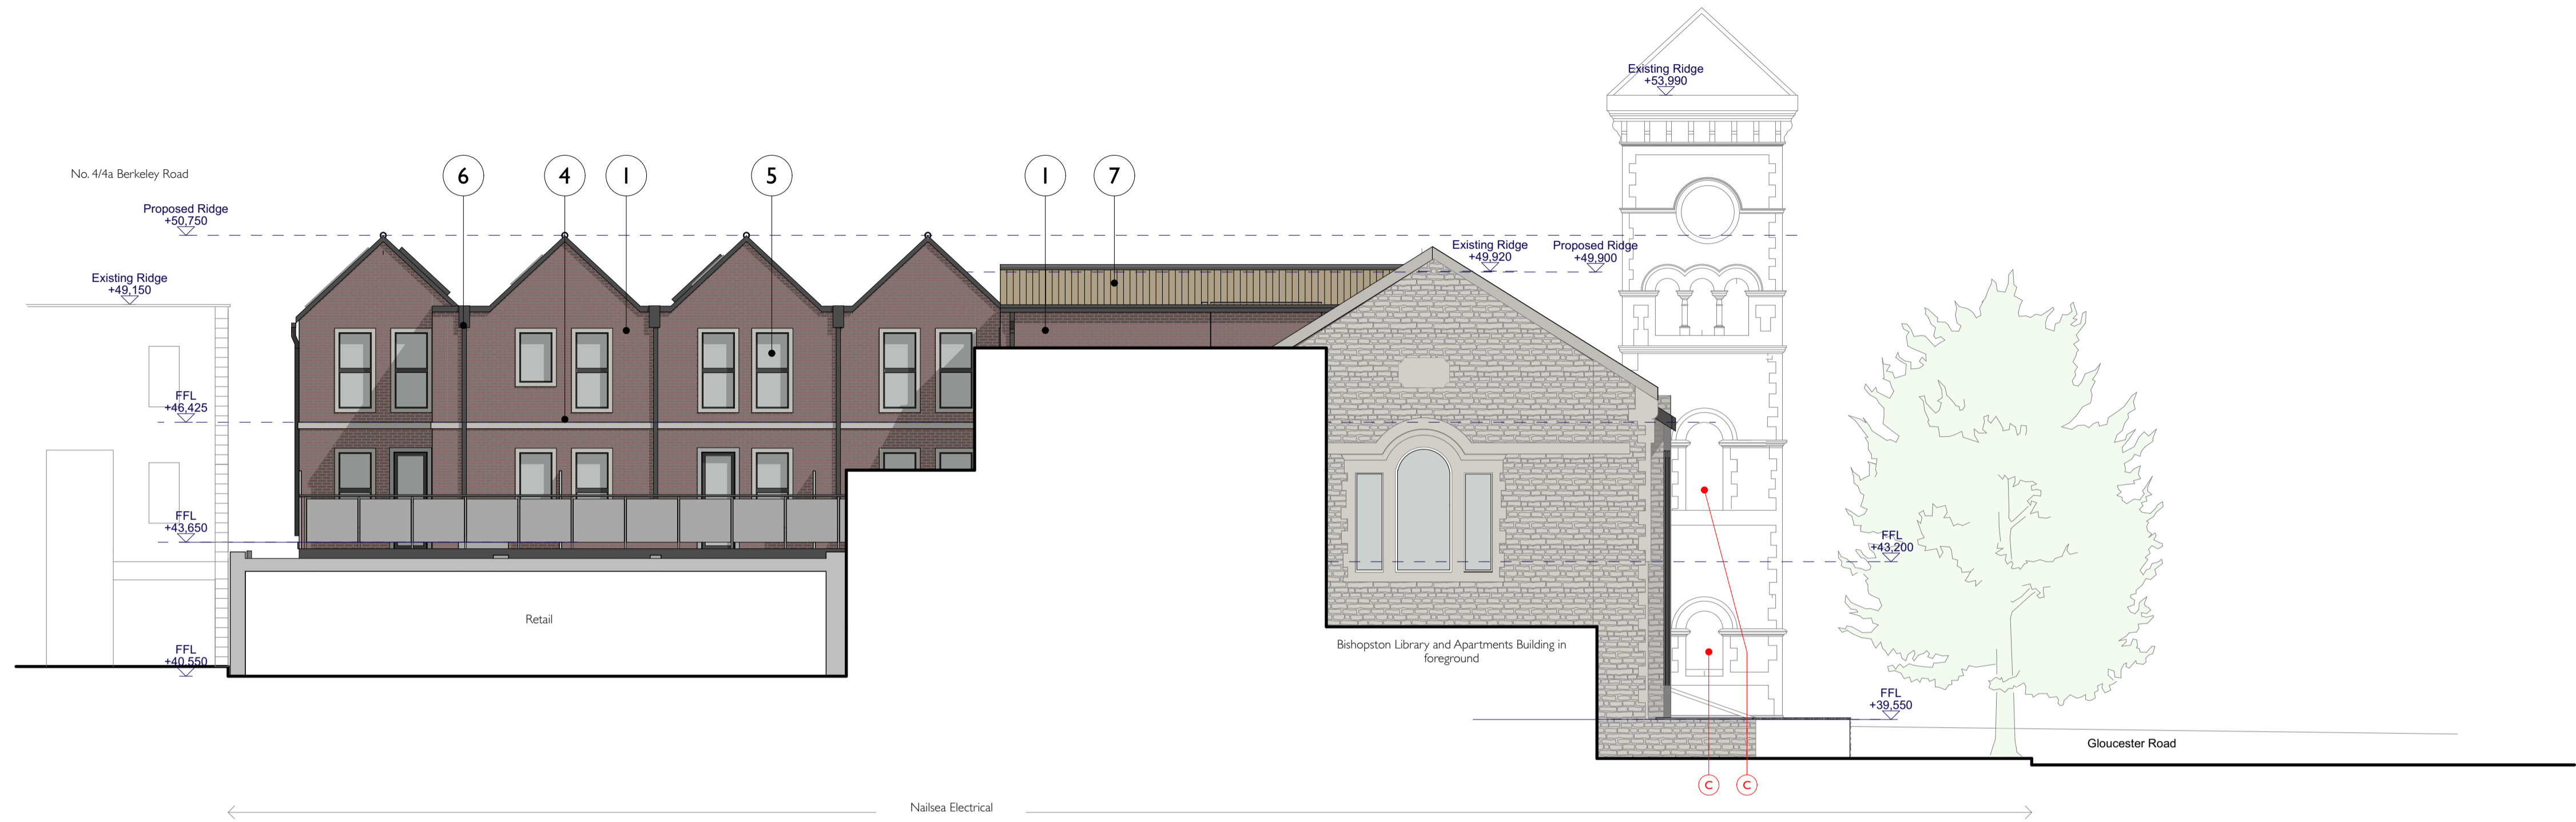 Existing Ridge
+53,990
No. 4/4a Berkeley Road
6
4
1
5
1
7
Proposed Ridge
+50,750
Existing Ridge
+49,920
Proposed Ridge
+49,900
Existing Ridge
+49,150
FFL
+46,425
FFL
+43,650
FFL
+43,200
Retail
Bishopston Library and Apartments Building in
foreground
FFL
+40,550
FFL
+39,550
Gloucester Road
C
C
Nailsea Electrical